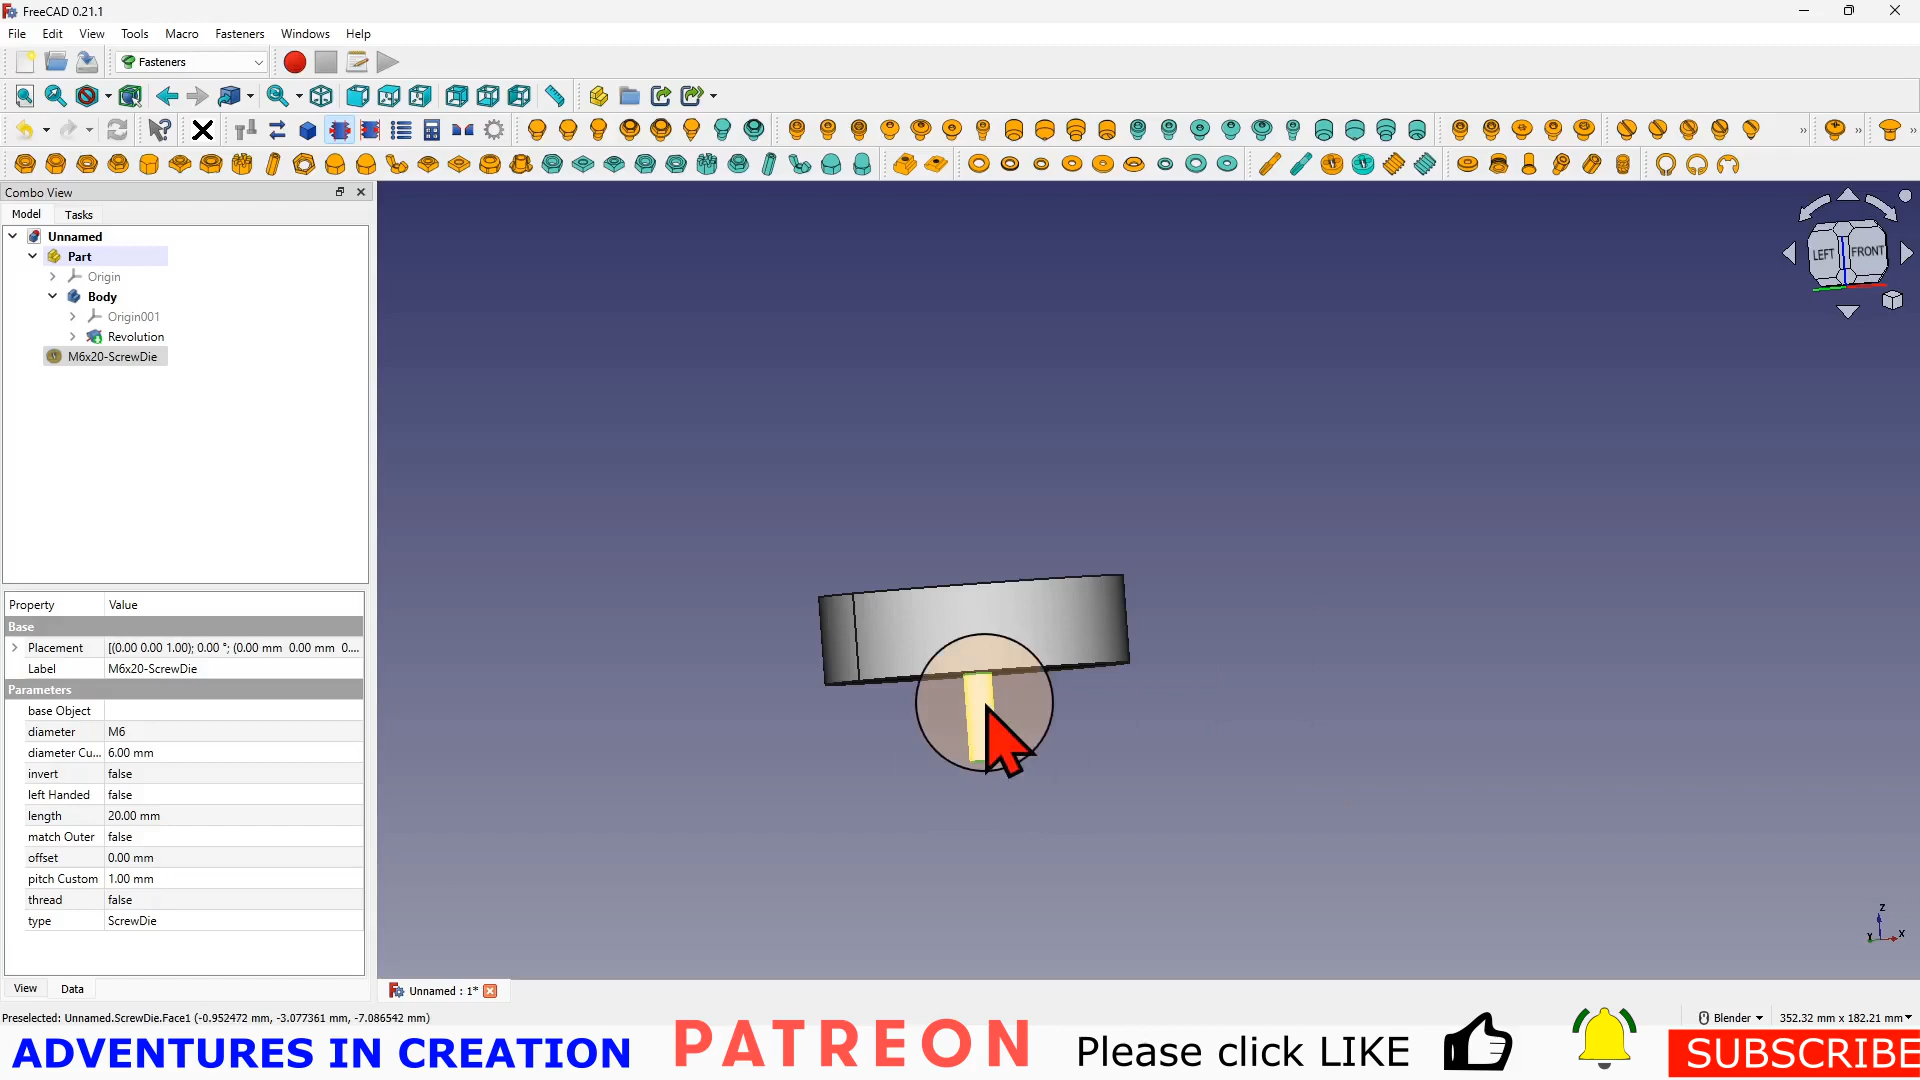 FreeCAD 0.21.1
File Edit View Tools Macro Fasteners Windows Help
Fasteners
Combo View
Model Tasks
Unnamed
Part
Origin
Body
Origin001
Revolution
M6x20-ScrewDie
LEFT FRONT
Property Value
Base
Placement [(0.00 0.00 1.00); 0.00 °; (0.00 mm 0.00 mm 0....
Label M6x20-ScrewDie
Parameters
base Object
diameter M6
diameter Cu... 6.00 mm
invert false
left Handed false
length 20.00 mm
match Outer false
offset 0.00 mm
pitch Custom 1.00 mm
thread false
type ScrewDie
Z
Y X
View Data
Unnamed : 1*
Preselected: Unnamed.ScrewDie.Face1 (-0.952472 mm, -3.077361 mm, -7.086542 mm)
Blender 352.32 mm x 182.21 mm
ADVENTURES IN CREATION PATREON Please click LIKE SUBSCRIBE